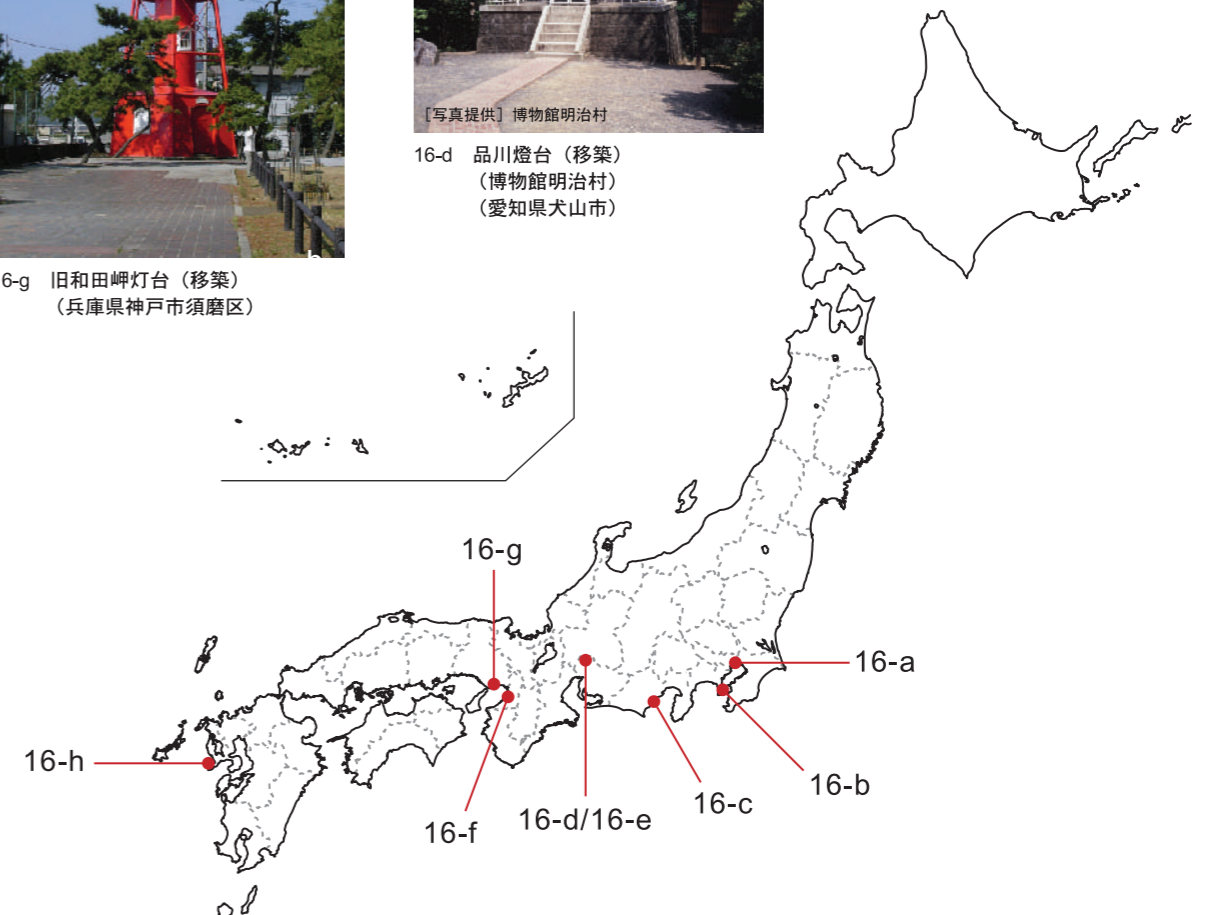 ［写真提供］博物館明治村
16-d　品川燈台（移築）
（博物館明治村）
（愛知県犬山市）
6-g　旧和田岬灯台（移築）
（兵庫県神戸市須磨区）
16-g
16-a
16-h
16-b
16-c
16-d/16-e
16-f